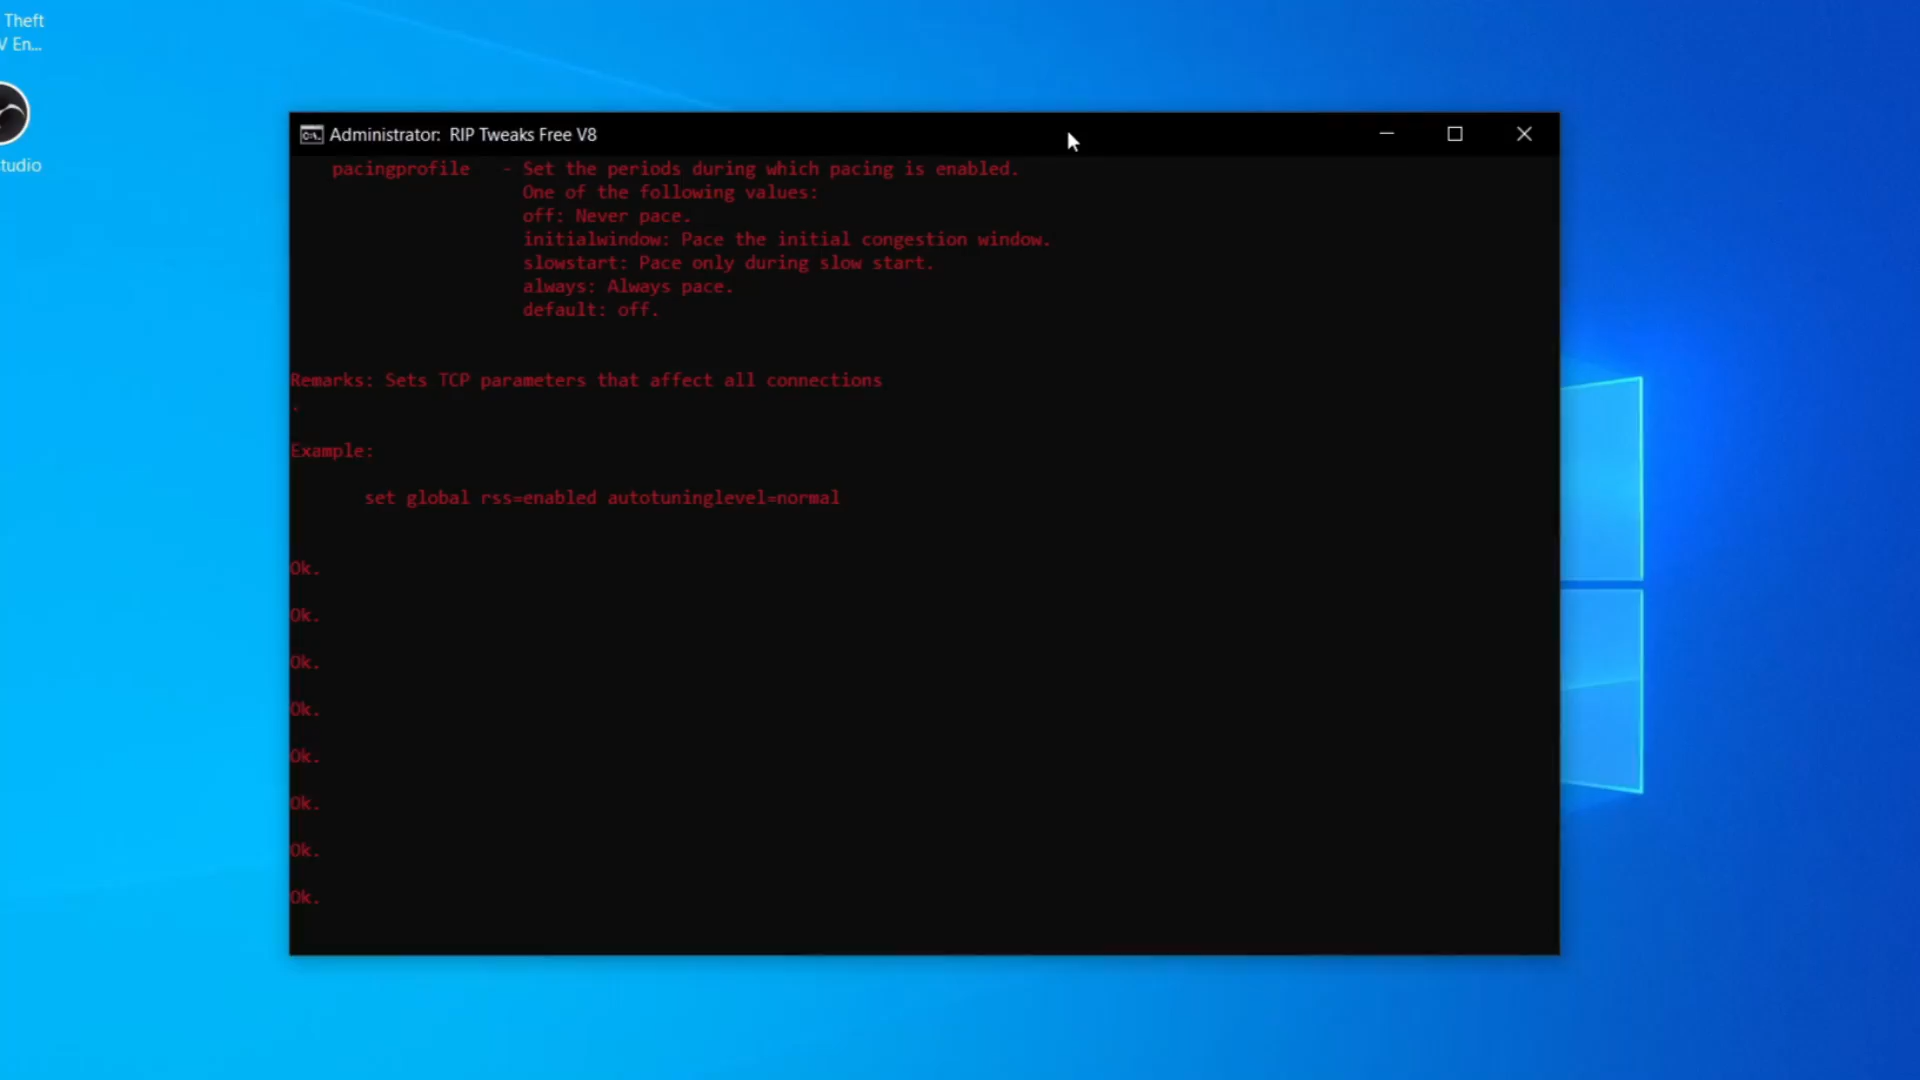 Theft
V En...
tudio
Administrator: RIP Tweaks Free V8
pacingprofile - Set the periods during which pacing is enabled.
One of the following values:
off: Never pace.
initialwindow: Pace the initial congestion window.
slowstart: Pace only during slow start.
always: Always pace.
default: off.
Remarks: Sets TCP parameters that affect all connections
.
Example:
set global rss=enabled autotuninglevel=normal
Ok.
Ok.
Ok.
Ok.
Ok.
Ok.
Ok.
Ok.